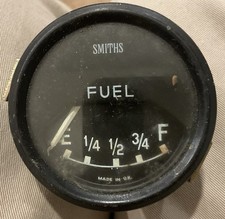 SMITHS
FUEL
E 1/4 1/2 3/4 F
MADE IN G.B.